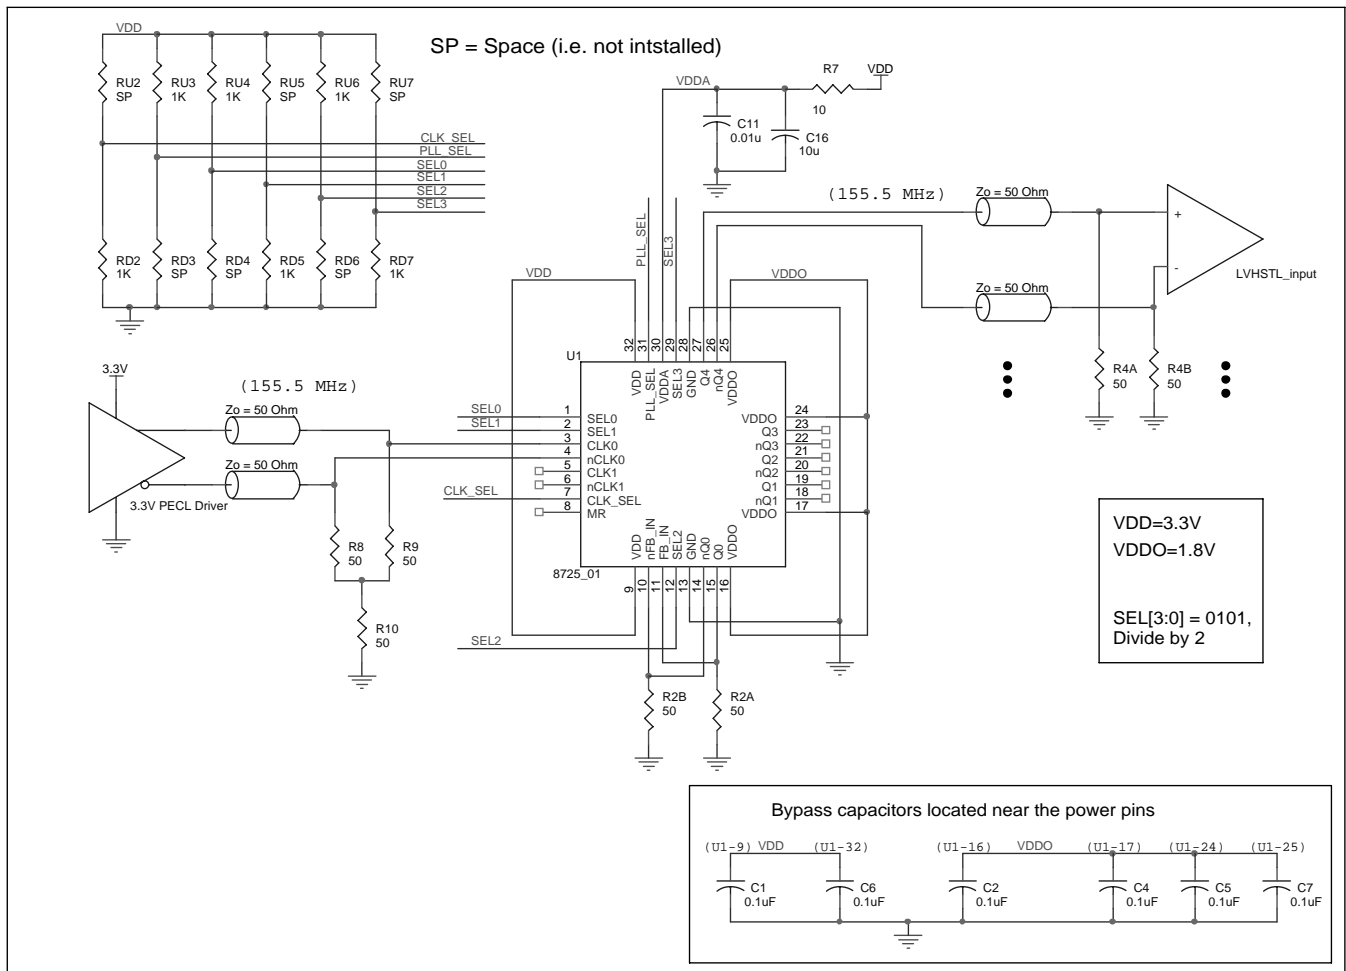 VDD
SP = Space (i.e. not intstalled)
RU2
SP
RU3
1K
RU4
1K
RU5
SP
RU6
1K
RU7
SP
CLK_SEL
PLL_SEL
SEL0
SEL1
SEL2
SEL3
RD2
1K
RD3
SP
RD4
SP
RD5
1K
RD6
SP
RD7
1K
VDDA
R7
10
VDD
C11
0.01u
C16
10u
(155.5 MHz)
Zo = 50 Ohm
Zo = 50 Ohm
+
-
LVHSTL_input
R4A
50
R4B
50
VDD
PLL_SEL
SEL3
VDDO
U1
32
31
30
29
28
27
26
25
VDD
PLL_SEL
VDDA
SEL3
GND
Q4
nQ4
VDDO
3.3V
(155.5 MHz)
Zo = 50 Ohm
Zo = 50 Ohm
3.3V PECL Driver
SEL0
SEL1
CLK_SEL
1
2
3
4
5
6
7
8
SEL0
SEL1
CLK0
nCLK0
CLK1
nCLK1
CLK_SEL
MR
VDDO
Q3
nQ3
Q2
nQ2
Q1
nQ1
VDDO
24
23
22
21
20
19
18
17
VDD
nFB_IN
FB_IN
SEL2
GND
nQ0
Q0
VDDO
8725_01
9
10
11
12
13
14
15
16
R8
50
R9
50
R10
50
SEL2
R2B
50
R2A
50
VDD=3.3V
VDDO=1.8V
SEL[3:0] = 0101,
Divide by 2
Bypass capacitors located near the power pins
(U1-9)
VDD
(U1-32)
(U1-16)
VDDO
(U1-17)
(U1-24)
(U1-25)
C1
0.1uF
C6
0.1uF
C2
0.1uF
C4
0.1uF
C5
0.1uF
C7
0.1uF